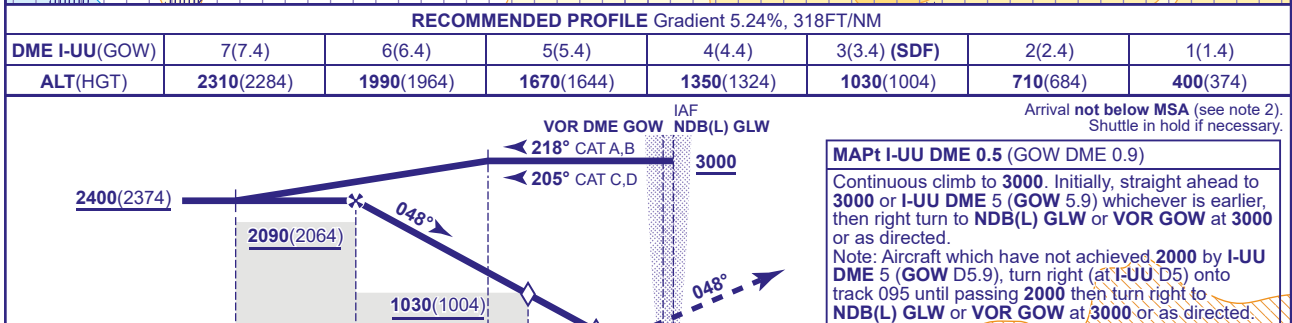 RECOMMENDED PROFILE Gradient 5.24%, 318FT/NM
DME I-UU(GOW) 7(7.4) 6(6.4) 5(5.4) 4(4.4) 3(3.4) (SDF) 2(2.4) 1(1.4)
ALT(HGT) 2310(2284) 1990(1964) 1670(1644) 1350(1324) 1030(1004) 710(684) 400(374)
Arrival not below MSA (see note 2).
Shuttle in hold if necessary.
IAF
VOR DME GOW NDB(L) GLW
218° CAT A,B
3000
205° CAT C,D
2400(2374)
048°
2090(2064)
1030(1004)
048°
MAPt I-UU DME 0.5 (GOW DME 0.9)
Continuous climb to 3000. Initially, straight ahead to
3000 or I-UU DME 5 (GOW 5.9) whichever is earlier,
then right turn to NDB(L) GLW or VOR GOW at 3000
or as directed.
Note: Aircraft which have not achieved 2000 by I-UU
DME 5 (GOW D5.9), turn right (at I-UU D5) onto
track 095 until passing 2000 then turn right to
NDB(L) GLW or VOR GOW at 3000 or as directed.